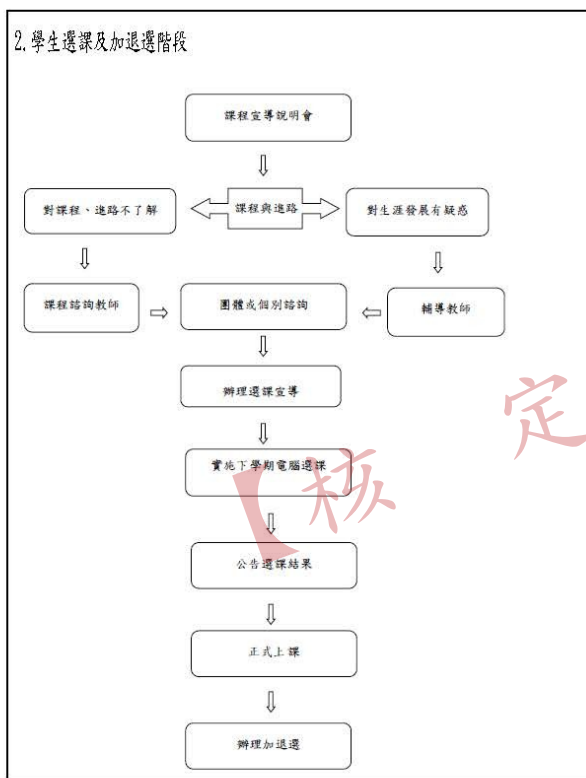 2.學生選課及加退選階段
課程宣導說明會
對課程、進路不了解
課程與進路
對生涯發展有疑惑
課程諮詢教師
團體或個別諮詢
輔導教師
辦理選課宣導
實施下學期電腦選課
公告選課結果
正式上課
辦理加退選
【核定